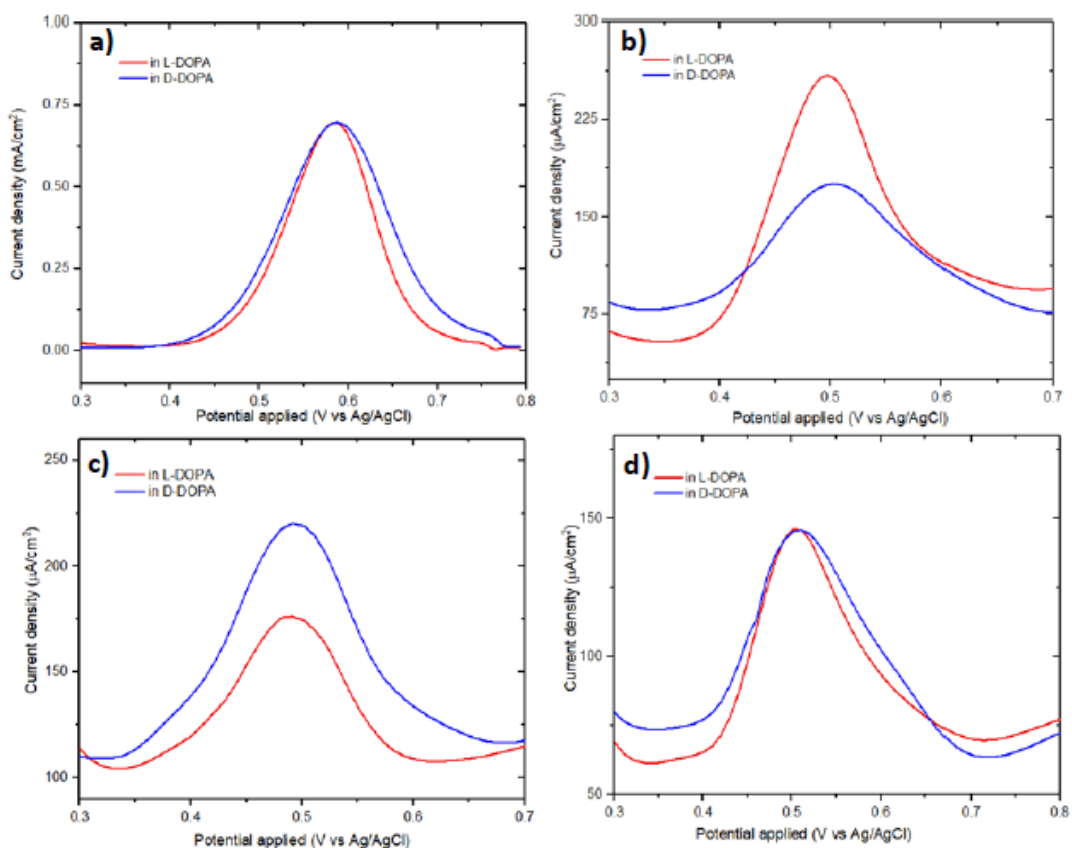 a)
in L-DOPA
in D-DOPA
Current density (mA/cm²)
1.00
0.75
0.50
0.25
0.00
0.3 0.4 0.5 0.6 0.7 0.8
Potential applied (V vs Ag/AgCl)
b)
in L-DOPA
in D-DOPA
Current density (µA/cm²)
300
225
150
75
0.3 0.4 0.5 0.6 0.7
Potential applied (V vs Ag/AgCl)
c)
in L-DOPA
in D-DOPA
Current density (µA/cm²)
250
200
150
100
0.3 0.4 0.5 0.6 0.7
Potential applied (V vs Ag/AgCl)
d)
in L-DOPA
in D-DOPA
Current density (µA/cm²)
150
100
50
0.3 0.4 0.5 0.6 0.7 0.8
Potential applied (V vs Ag/AgCl)